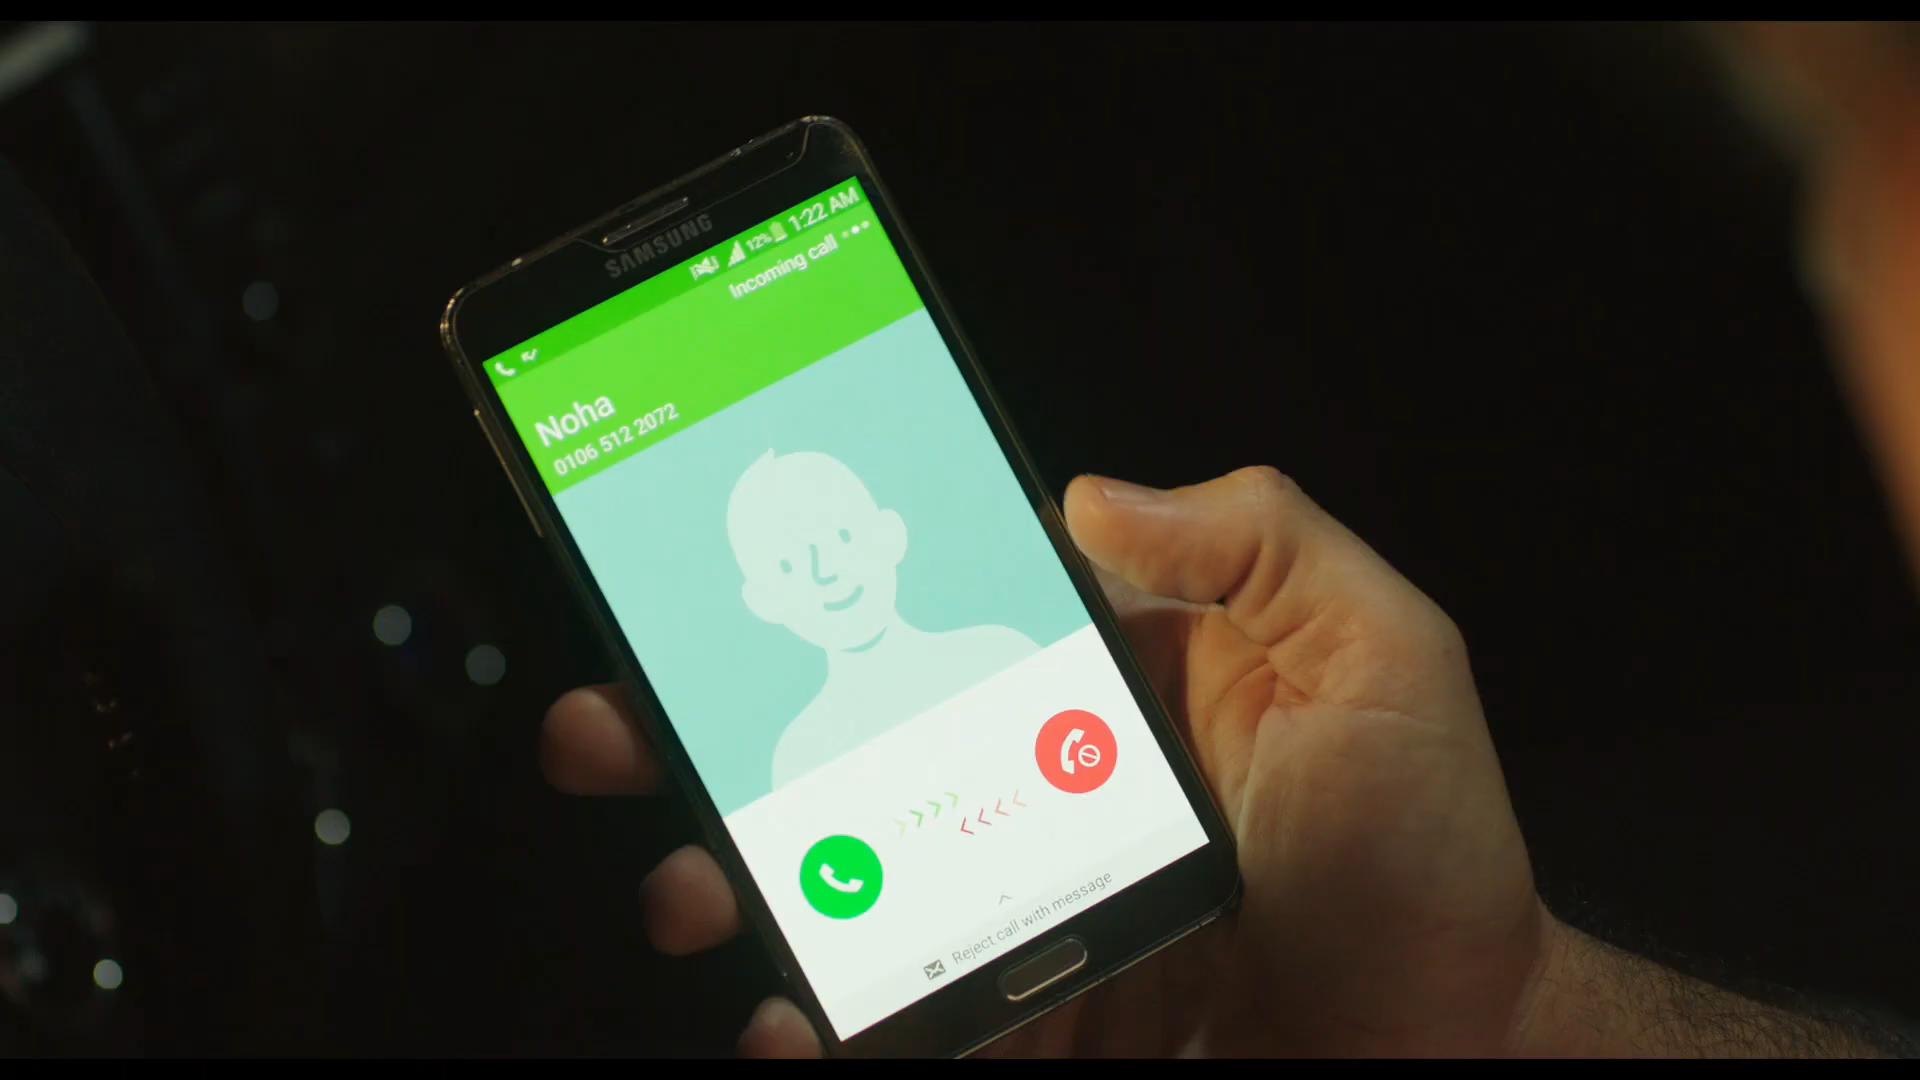 SAMSUNG
12% 1:22 AM
Incoming call
Noha
0106 512 2072
Reject call with message